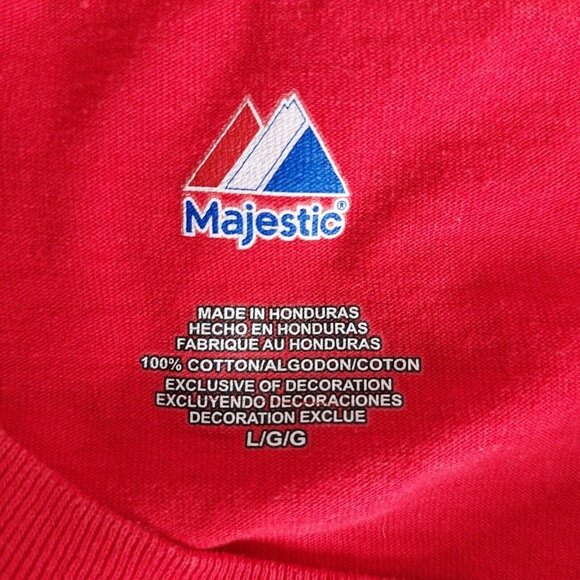 Majestic®
MADE IN HONDURAS
HECHO EN HONDURAS
FABRIQUE AU HONDURAS
100% COTTON/ALGODON/COTON
EXCLUSIVE OF DECORATION
EXCLUYENDO DECORACIONES
DECORATION EXCLUE
L/G/G